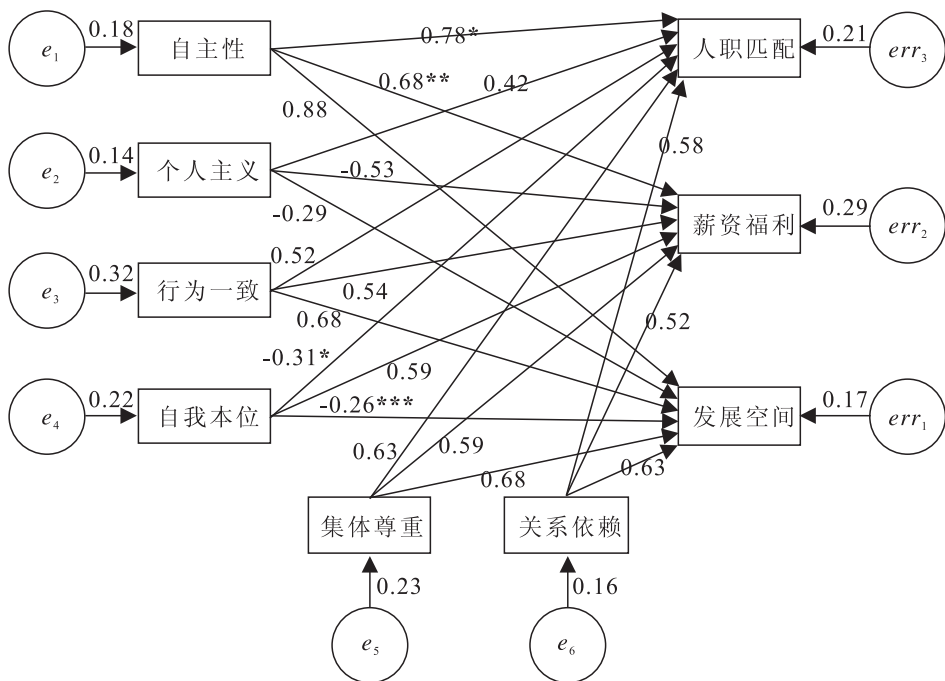 0.18
e₁
自主性
0.78*
人职匹配
0.21
err₃
0.68**
0.42
0.88
0.14
e₂
个人主义
0.58
-0.53
-0.29
薪资福利
0.29
err₂
0.32
e₃
行为一致
0.52
0.54
0.68
0.52
-0.31*
0.59
0.22
e₄
自我本位
-0.26***
发展空间
0.17
err₁
0.63
0.59
0.68
0.63
集体尊重
关系依赖
0.23
0.16
e₅
e₆